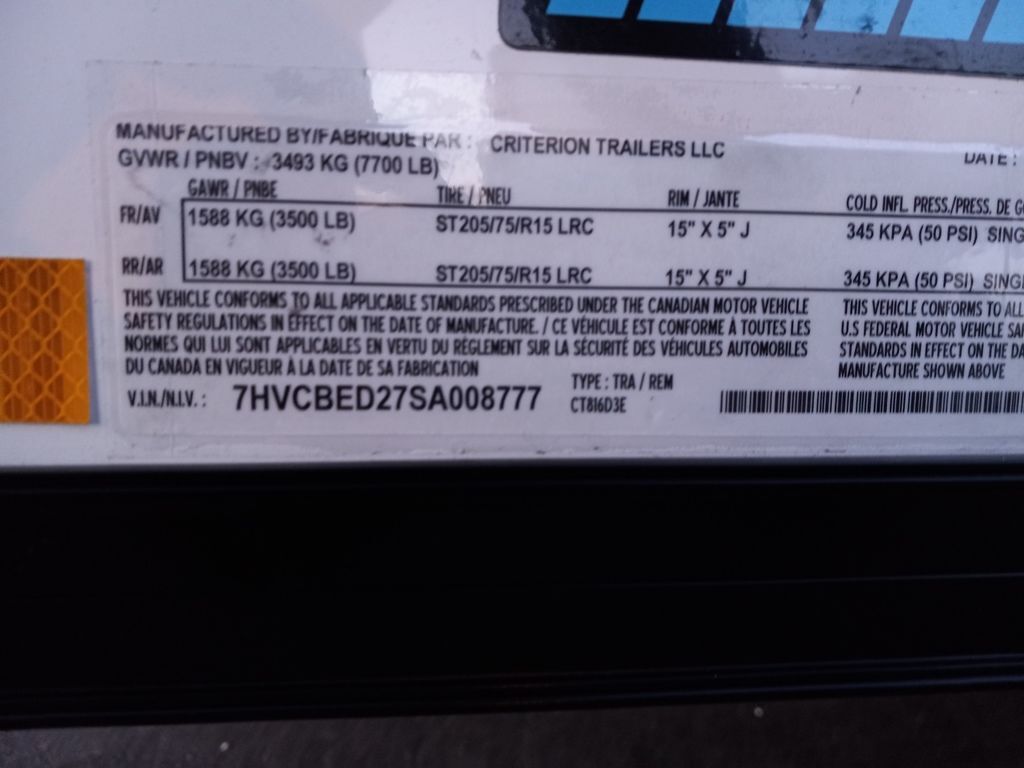 MANUFACTURED BY/FABRIQUE PAR : CRITERION TRAILERS LLC
GVWR / PNBV : 3493 KG (7700 LB) DATE :
GAWR / PNBE TIRE / PNEU RIM / JANTE COLD INFL. PRESS./PRESS. DE
FR/AV 1588 KG (3500 LB) ST205/75/R15 LRC 15" X 5" J 345 KPA (50 PSI) SING
RR/AR 1588 KG (3500 LB) ST205/75/R15 LRC 15" X 5" J 345 KPA (50 PSI) SINGL
THIS VEHICLE CONFORMS TO ALL APPLICABLE STANDARDS PRESCRIBED UNDER THE CANADIAN MOTOR VEHICLE
SAFETY REGULATIONS IN EFFECT ON THE DATE OF MANUFACTURE. / CE VÉHICULE EST CONFORME À TOUTES LES
NORMES QUI LUI SONT APPLICABLES EN VERTU DU RÈGLEMENT SUR LA SÉCURITÉ DES VÉHICULES AUTOMOBILES
DU CANADA EN VIGUEUR À LA DATE DE SA FABRICATION
THIS VEHICLE CONFORMS TO ALL
U.S FEDERAL MOTOR VEHICLE SA
STANDARDS IN EFFECT ON THE DA
MANUFACTURE SHOWN ABOVE
V.I.N./N.I.V. : 7HVCBED27SA008777
TYPE : TRA / REM
CT816D3E